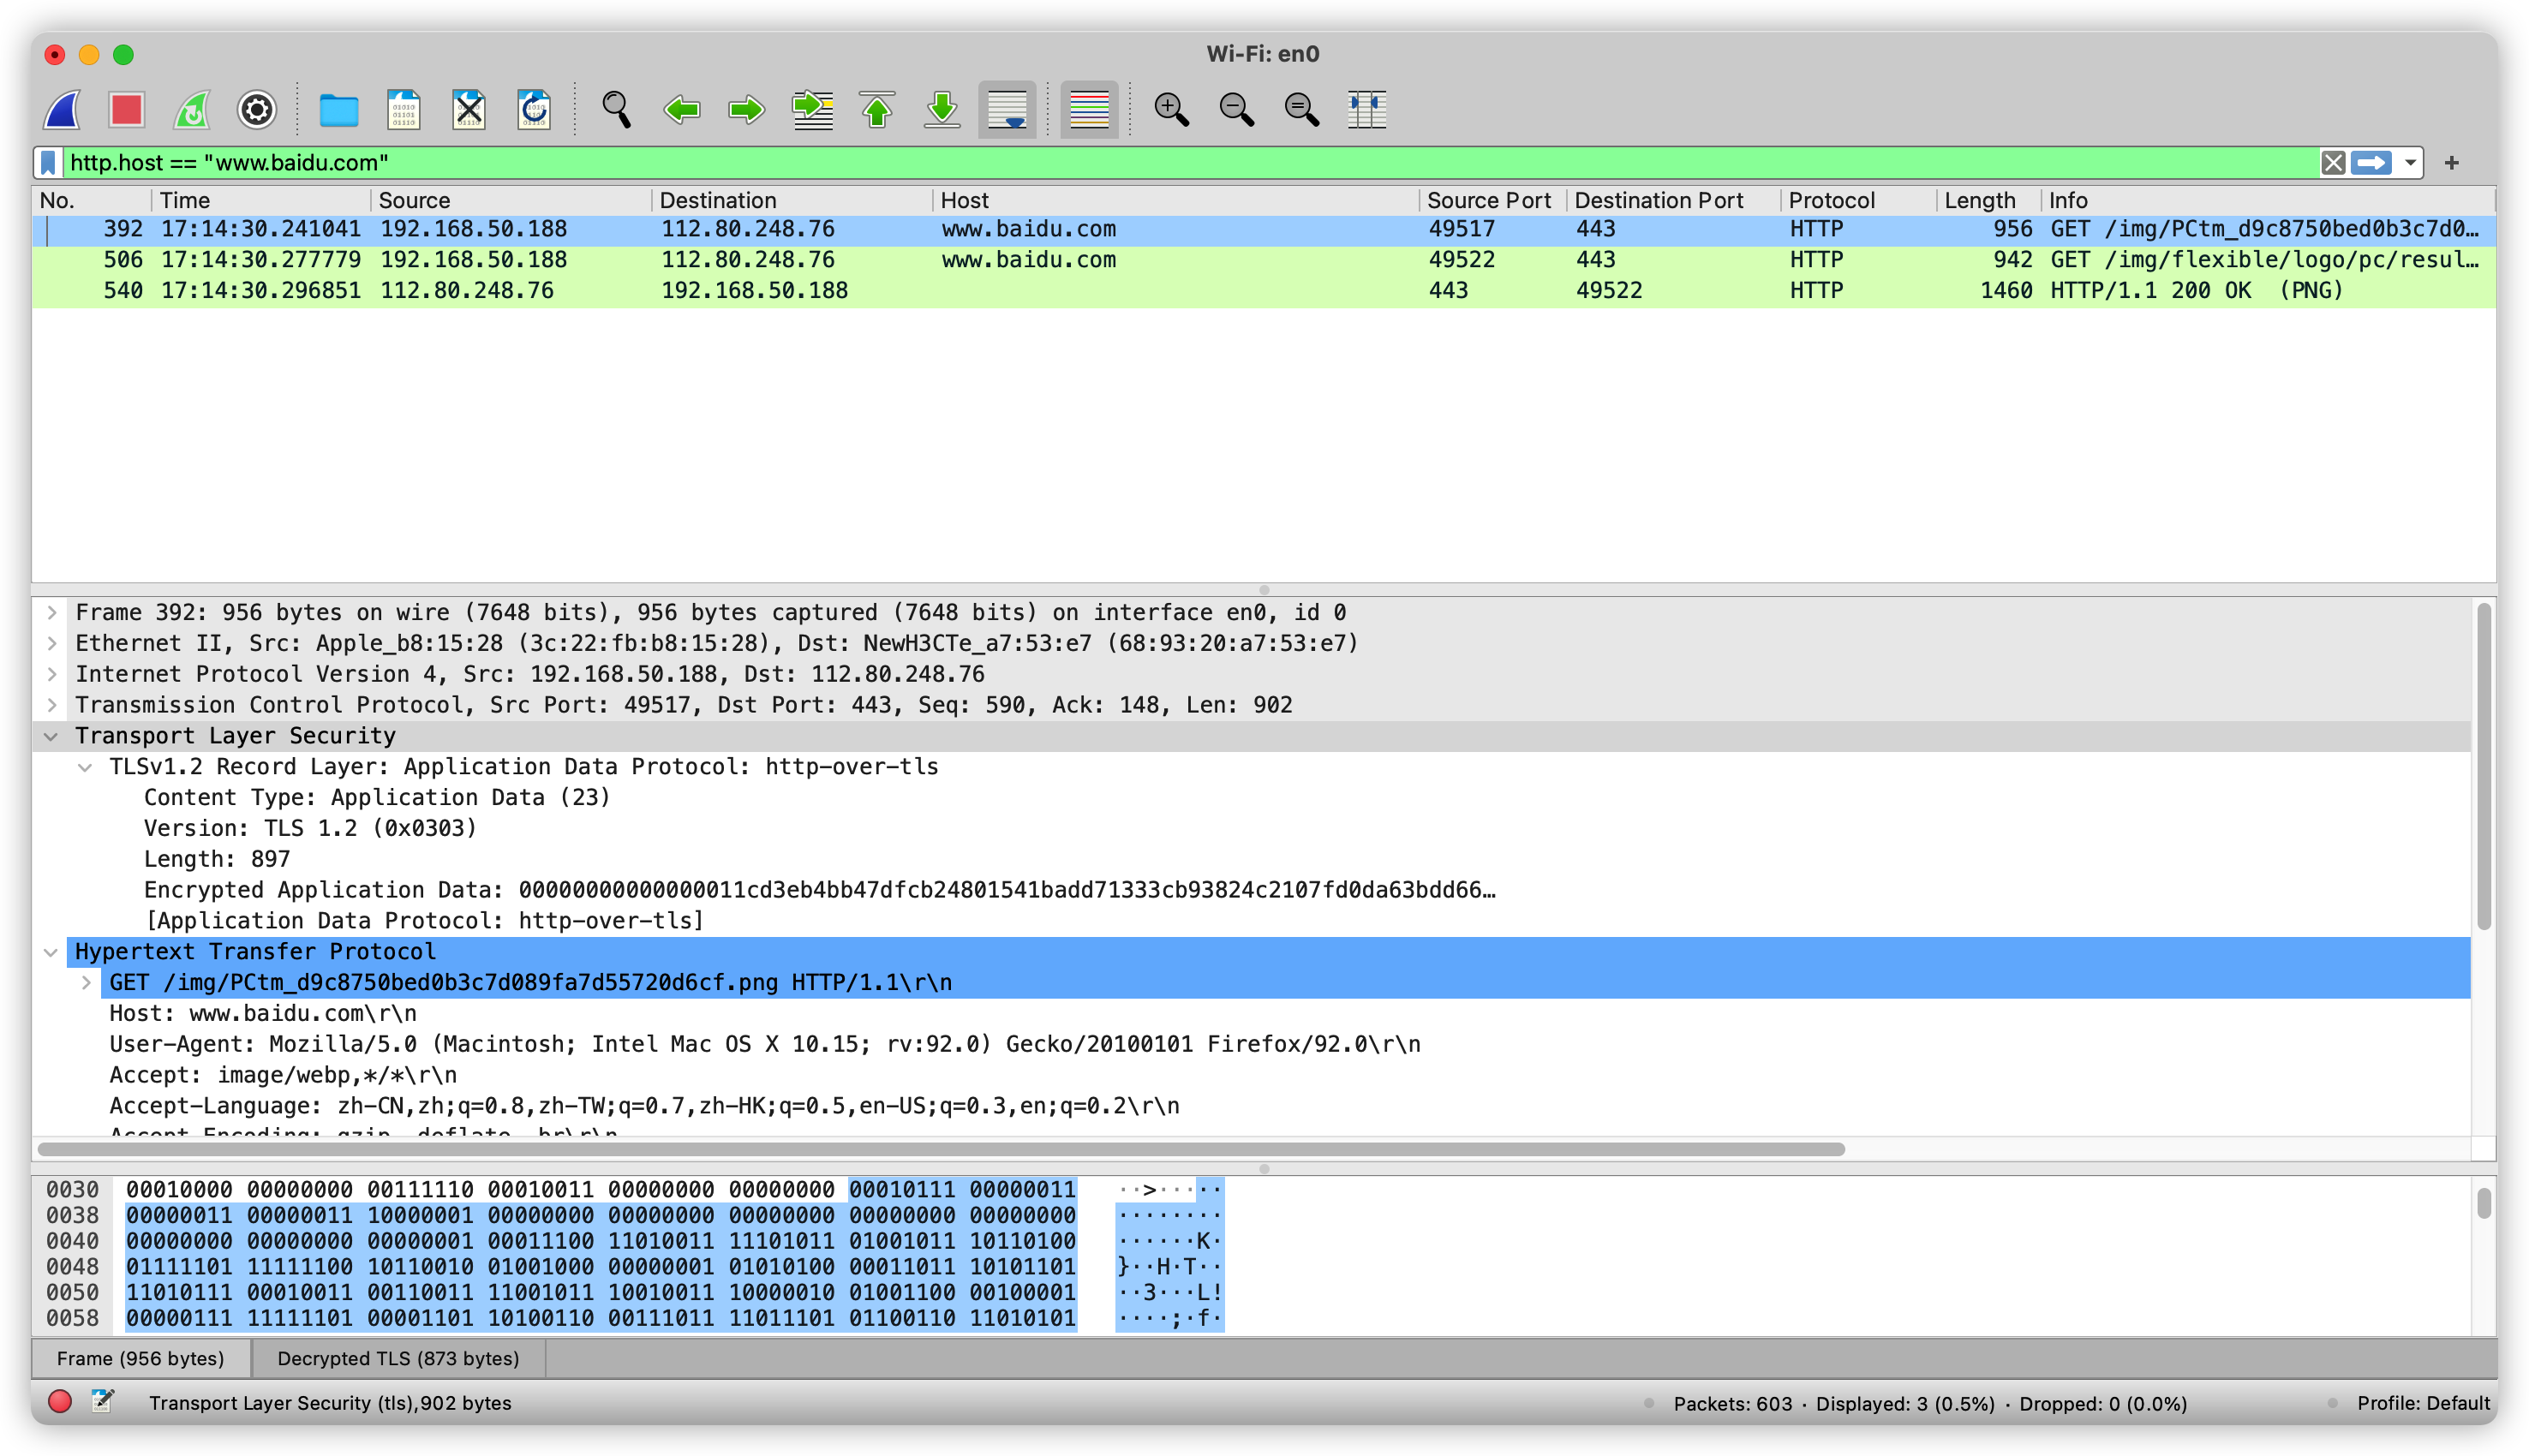 Wi-Fi: en0
http.host == "www.baidu.com"
No. Time Source Destination Host Source Port Destination Port Protocol Length Info
392 17:14:30.241041 192.168.50.188 112.80.248.76 www.baidu.com 49517 443 HTTP 956 GET /img/PCtm_d9c8750bed0b3c7d0…
506 17:14:30.277779 192.168.50.188 112.80.248.76 www.baidu.com 49522 443 HTTP 942 GET /img/flexible/logo/pc/resul…
540 17:14:30.296851 112.80.248.76 192.168.50.188 443 49522 HTTP 1460 HTTP/1.1 200 OK (PNG)
Frame 392: 956 bytes on wire (7648 bits), 956 bytes captured (7648 bits) on interface en0, id 0
Ethernet II, Src: Apple_b8:15:28 (3c:22:fb:b8:15:28), Dst: NewH3CTe_a7:53:e7 (68:93:20:a7:53:e7)
Internet Protocol Version 4, Src: 192.168.50.188, Dst: 112.80.248.76
Transmission Control Protocol, Src Port: 49517, Dst Port: 443, Seq: 590, Ack: 148, Len: 902
Transport Layer Security
TLSv1.2 Record Layer: Application Data Protocol: http-over-tls
Content Type: Application Data (23)
Version: TLS 1.2 (0x0303)
Length: 897
Encrypted Application Data: 00000000000000011cd3eb4bb47dfcb24801541badd71333cb93824c2107fd0da63bdd66…
[Application Data Protocol: http-over-tls]
Hypertext Transfer Protocol
GET /img/PCtm_d9c8750bed0b3c7d089fa7d55720d6cf.png HTTP/1.1\r\n
Host: www.baidu.com\r\n
User-Agent: Mozilla/5.0 (Macintosh; Intel Mac OS X 10.15; rv:92.0) Gecko/20100101 Firefox/92.0\r\n
Accept: image/webp,*/*\r\n
Accept-Language: zh-CN,zh;q=0.8,zh-TW;q=0.7,zh-HK;q=0.5,en-US;q=0.3,en;q=0.2\r\n
Accept-Encoding: gzip, deflate, br\r\n
0030 00010000 00000000 00111110 00010011 00000000 00000000 00010111 00000011 ··>·····
0038 00000011 00000011 10000001 00000000 00000000 00000000 00000000 00000000 ········
0040 00000000 00000000 00000001 00011100 11010011 11101011 01001011 10110100 ······K·
0048 01111101 11111100 10110010 01001000 00000001 01010100 00011011 10101101 }··H·T··
0050 11010111 00010011 00110011 11001011 10010011 10000010 01001100 00100001 ··3···L!
0058 00000111 11111101 00001101 10100110 00111011 11011101 01100110 11010101 ····;·f·
Frame (956 bytes) Decrypted TLS (873 bytes)
Transport Layer Security (tls),902 bytes Packets: 603 · Displayed: 3 (0.5%) · Dropped: 0 (0.0%) Profile: Default